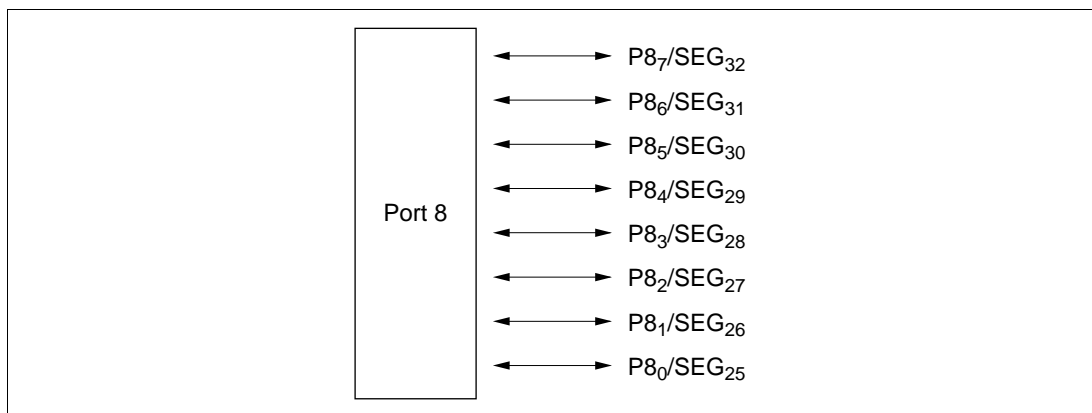 P8₇/SEG₃₂
P8₆/SEG₃₁
P8₅/SEG₃₀
P8₄/SEG₂₉
Port 8
P8₃/SEG₂₈
P8₂/SEG₂₇
P8₁/SEG₂₆
P8₀/SEG₂₅